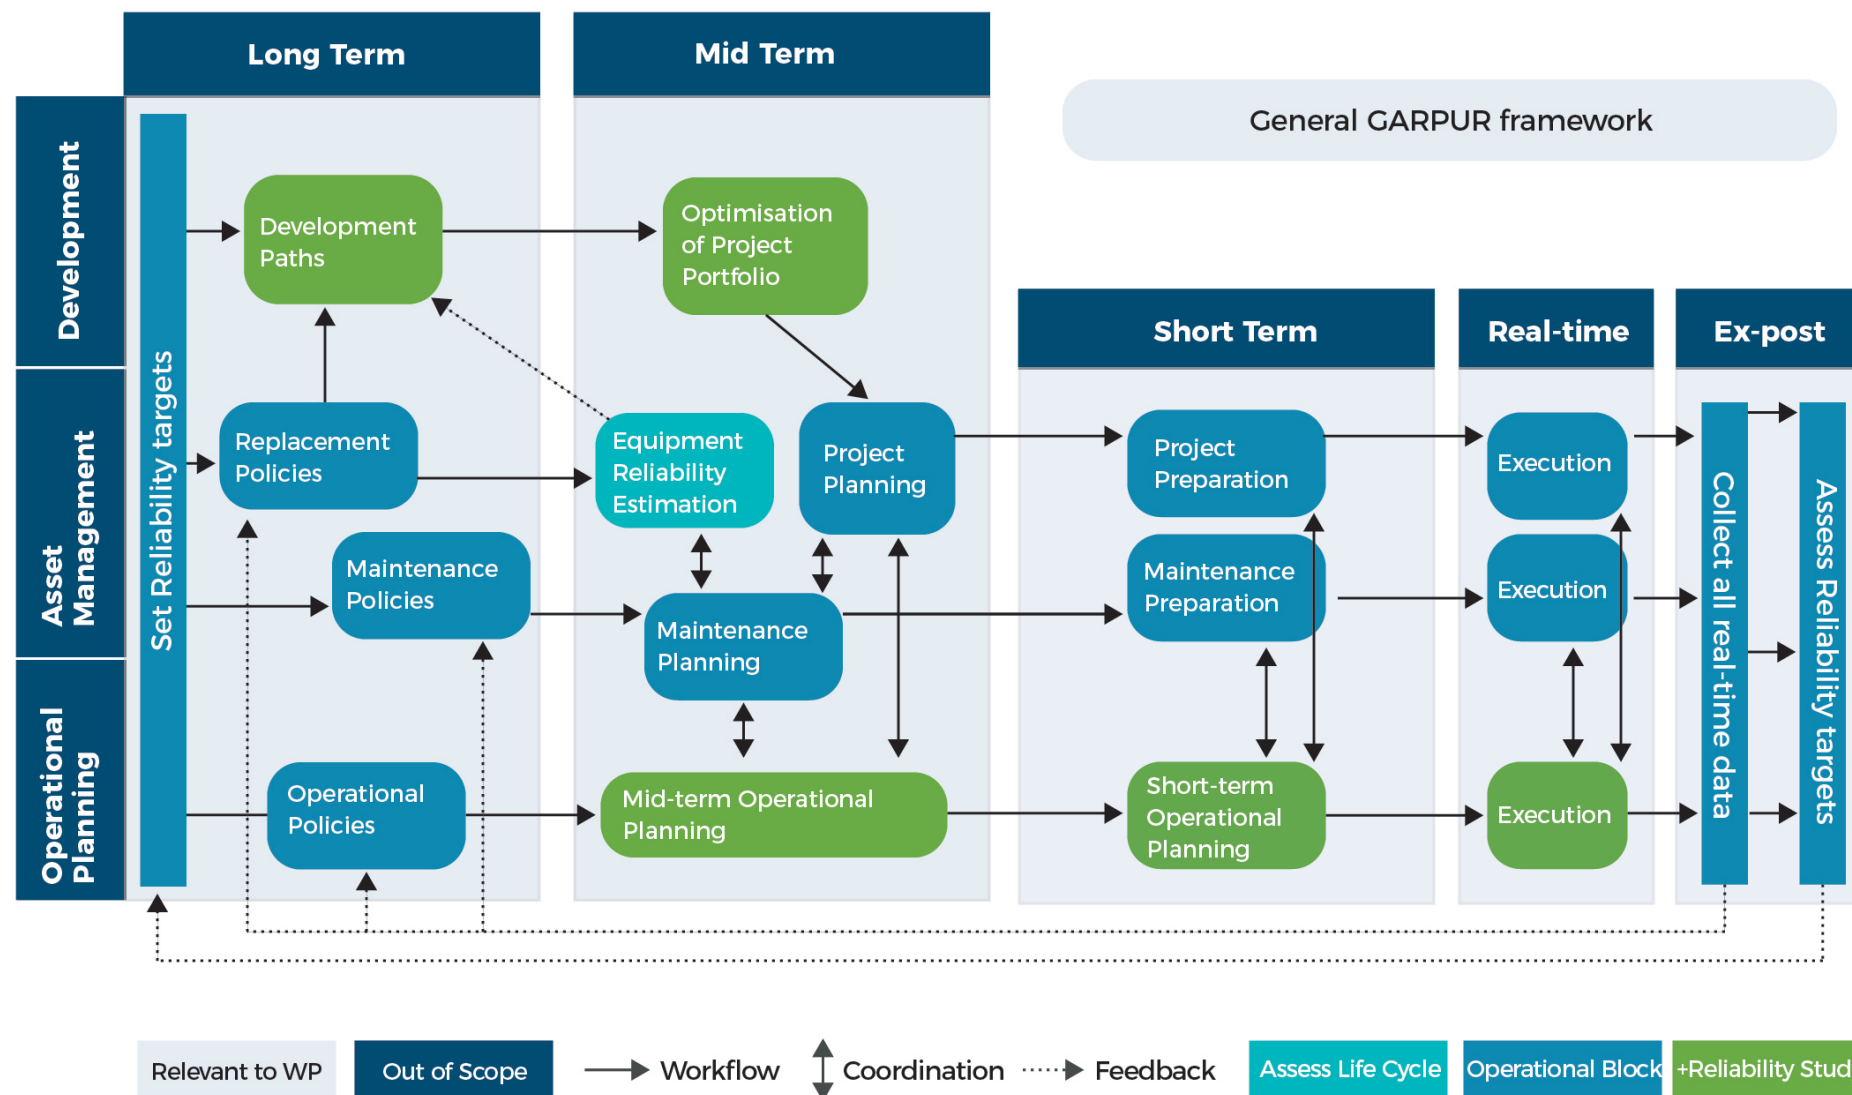 Long Term
Mid Term
General GARPUR framework
Development
Asset
Management
Operational
Planning
Set Reliability targets
Development
Paths
Optimisation
of Project
Portfolio
Short Term
Real-time
Ex-post
Replacement
Policies
Equipment
Reliability
Estimation
Project
Planning
Project
Preparation
Execution
Maintenance
Policies
Maintenance
Planning
Maintenance
Preparation
Execution
Operational
Policies
Mid-term Operational
Planning
Short-term
Operational
Planning
Execution
Collect all real-time data
Assess Reliability targets
Relevant to WP
Out of Scope
Workflow
Coordination
Feedback
Assess Life Cycle
Operational Block
+Reliability Stud